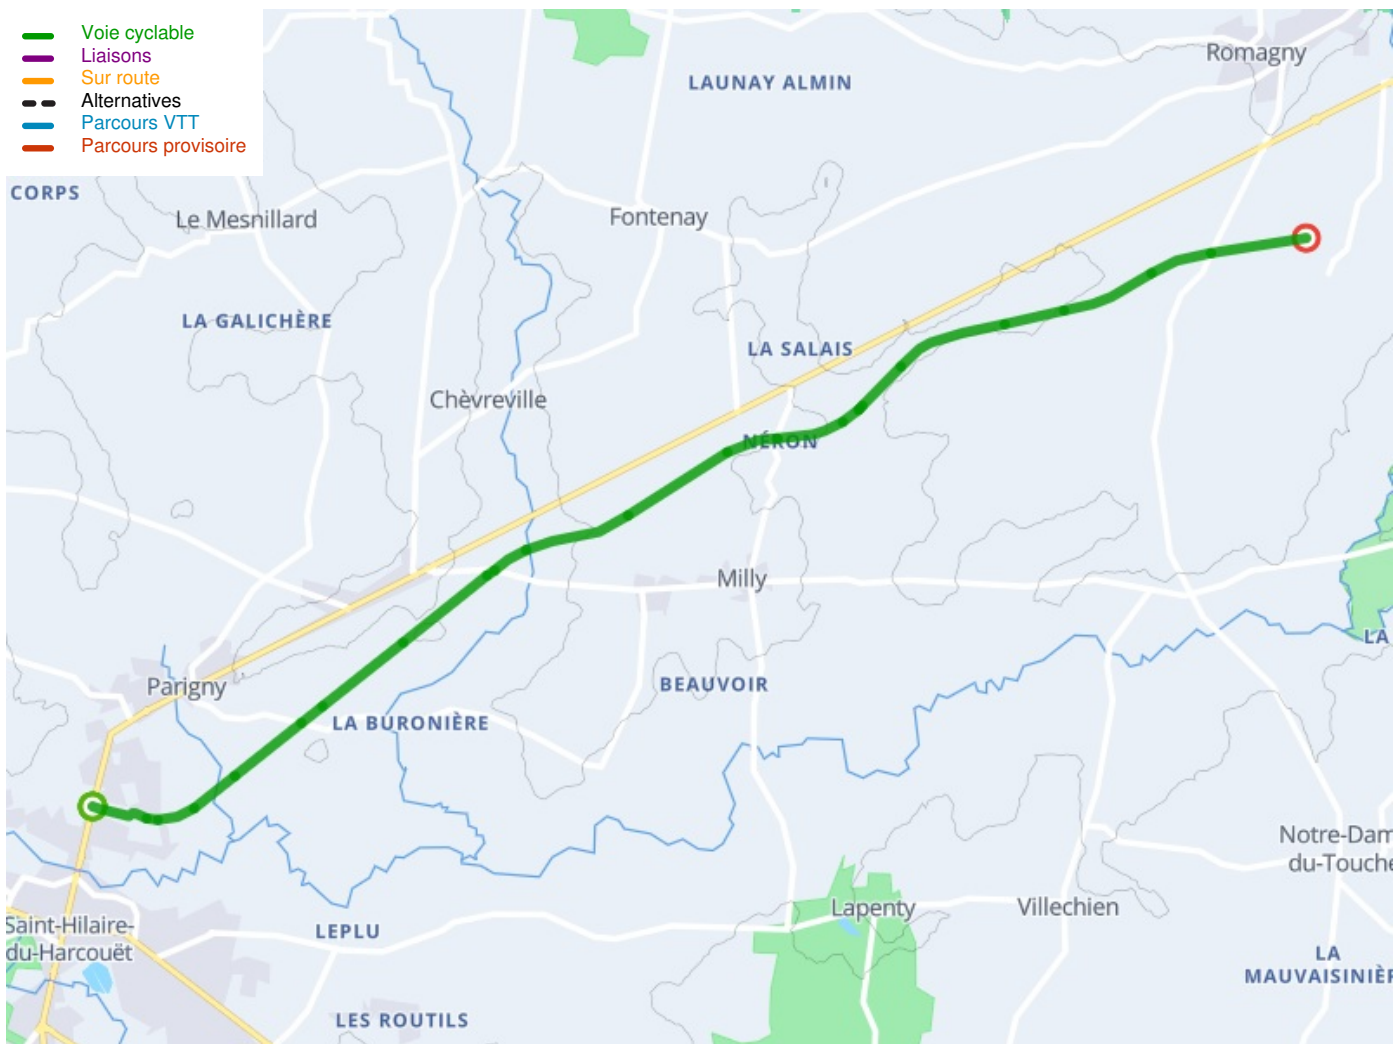 Voie cyclable
Liaisons
Sur route
Alternatives
Parcours VTT
Parcours provisoire
Romagny
LAUNAY ALMIN
CORPS
Le Mesnillard
Fontenay
LA GALICHÈRE
LA SALAIS
Chèvreville
NÉRON
Milly
LA
Parigny
BEAUVOIR
LA BURONIÈRE
Notre-Dam
du-Touche
Lapenty
Villechien
Saint-Hilaire-
du-Harcouët
LEPLU
LA
MAUVAISINIÈR
LES ROUTILS